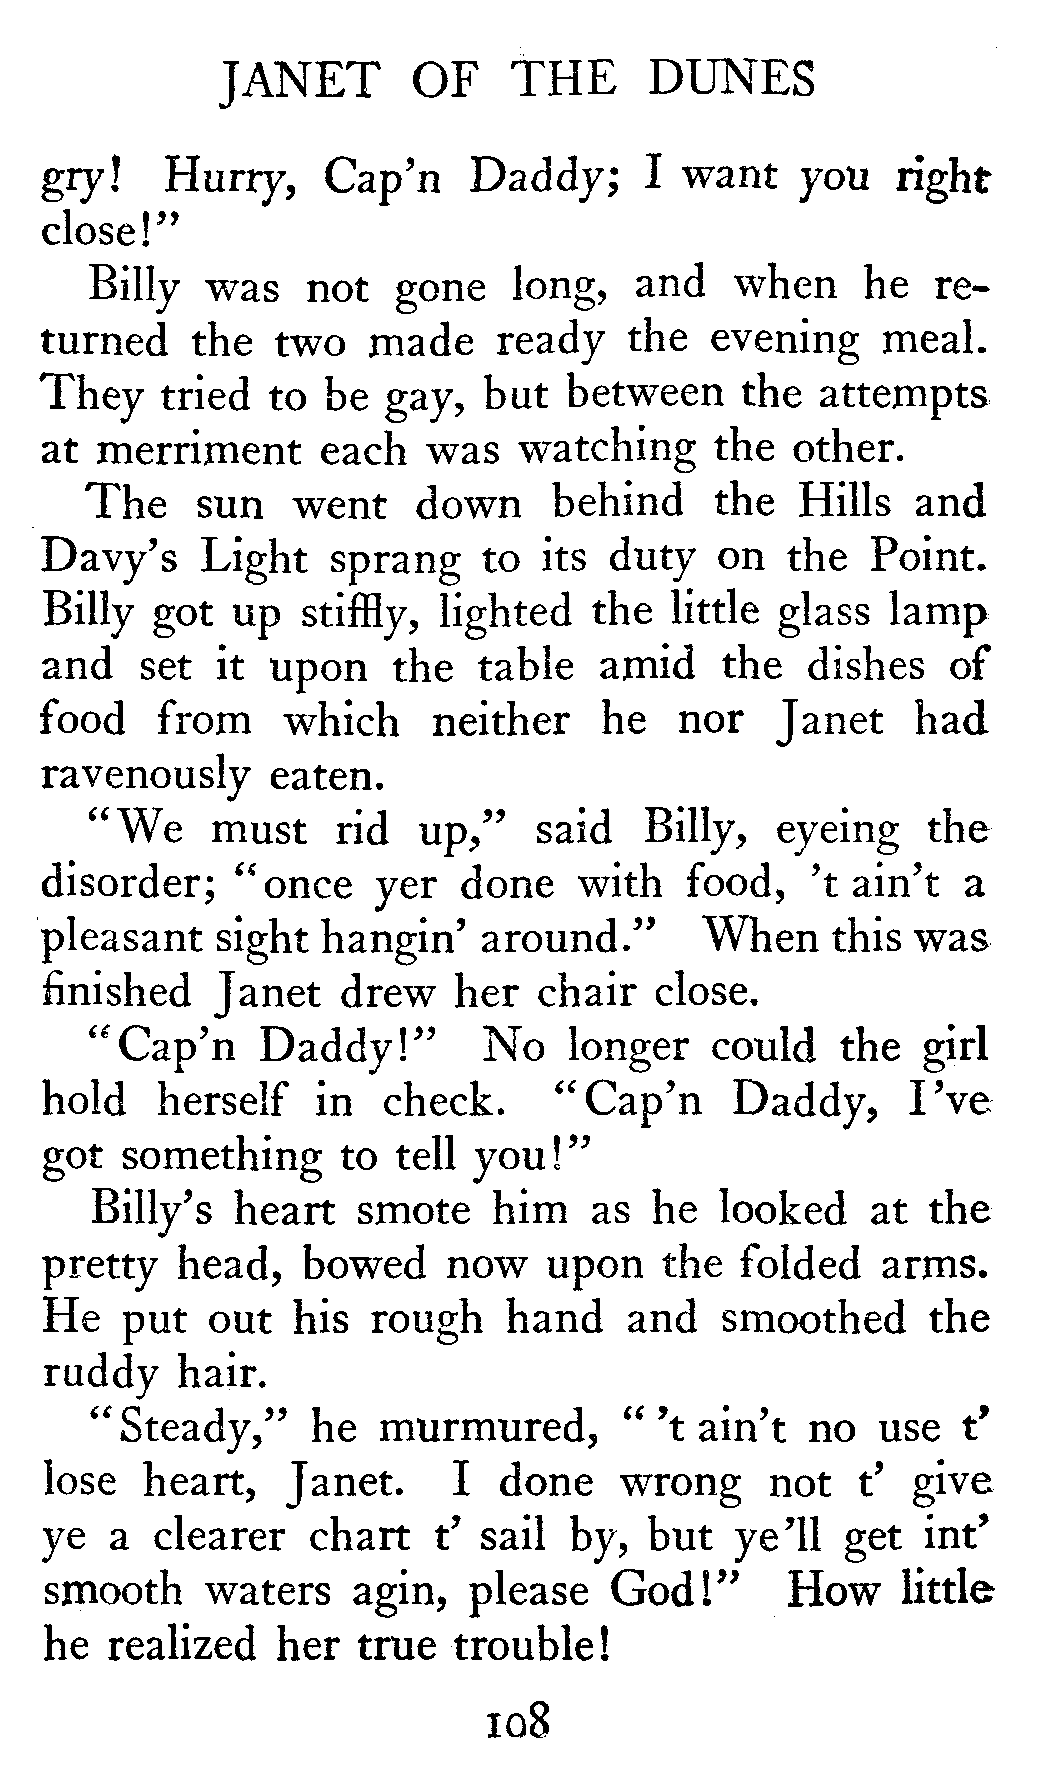 JANET OF THE DUNES
gry! Hurry, Cap'n Daddy; I want you right
close!"
Billy was not gone long, and when he re-
turned the two made ready the evening meal.
They tried to be gay, but between the attempts
at merriment each was watching the other.
The sun went down behind the Hills and
Davy's Light sprang to its duty on the Point.
Billy got up stiffly, lighted the little glass lamp
and set it upon the table amid the dishes of
food from which neither he nor Janet had
ravenously eaten.
"We must rid up," said Billy, eyeing the
disorder; "once yer done with food, 't ain't a
pleasant sight hangin' around." When this was
finished Janet drew her chair close.
"Cap'n Daddy!" No longer could the girl
hold herself in check. "Cap'n Daddy, I've
got something to tell you!"
Billy's heart smote him as he looked at the
pretty head, bowed now upon the folded arms.
He put out his rough hand and smoothed the
ruddy hair.
"Steady," he murmured, "'t ain't no use t'
lose heart, Janet. I done wrong not t' give
ye a clearer chart t' sail by, but ye'll get int'
smooth waters agin, please God!" How little
he realized her true trouble!
108